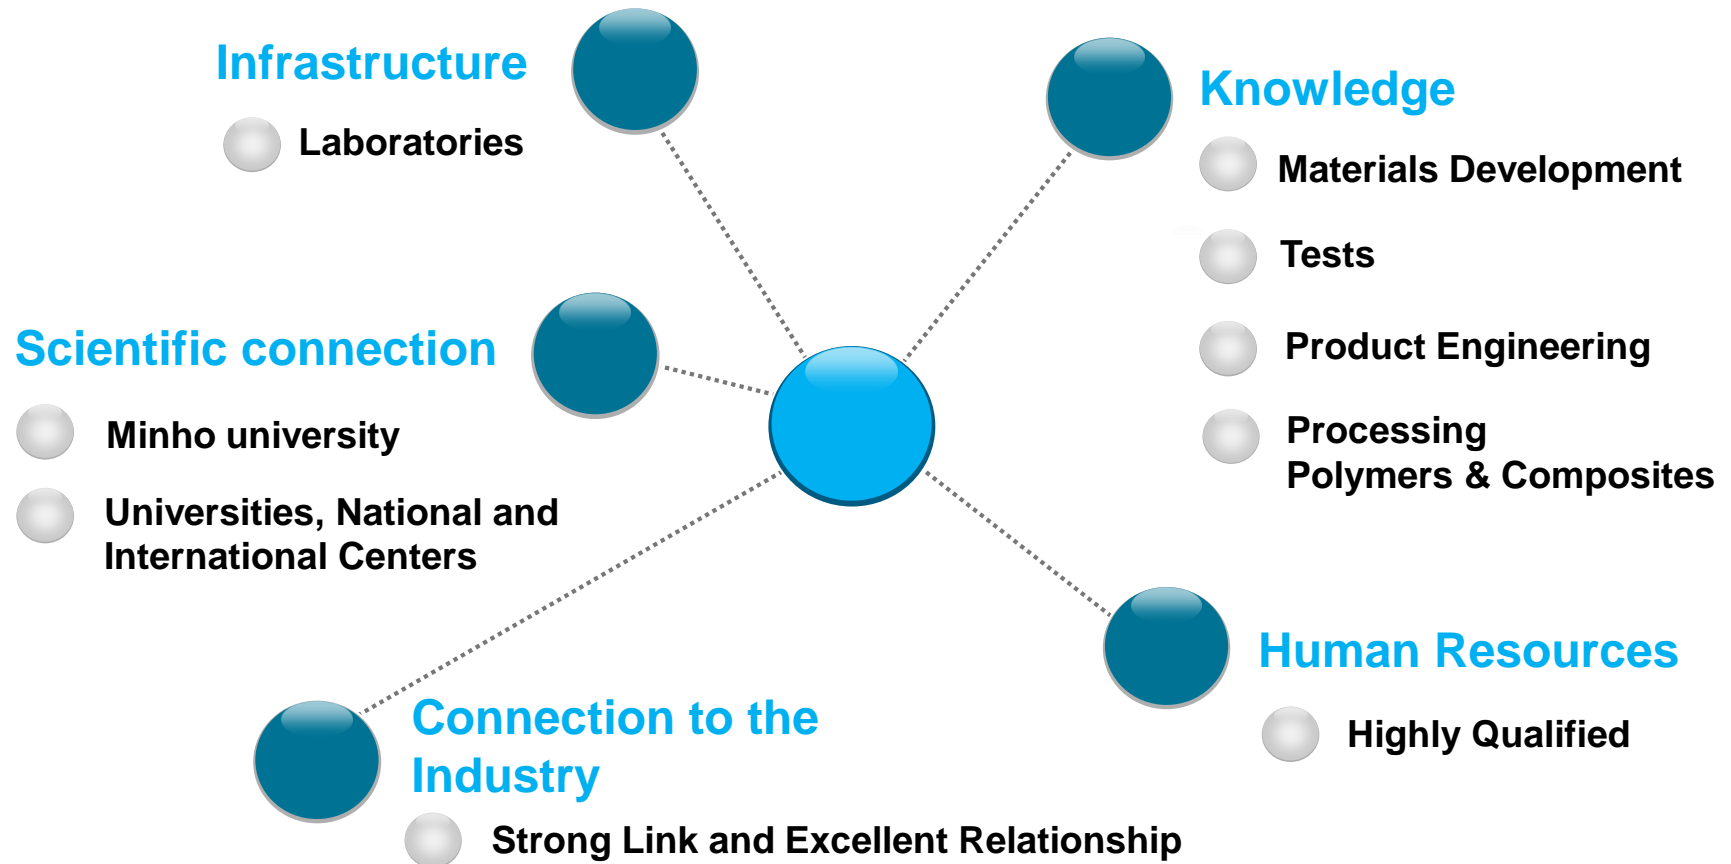 Infrastructure
Laboratories
Knowledge
Materials Development
Tests
Product Engineering
Processing
Polymers & Composites
Scientific connection
Minho university
Universities, National and
International Centers
Human Resources
Highly Qualified
Connection to the
Industry
Strong Link and Excellent Relationship